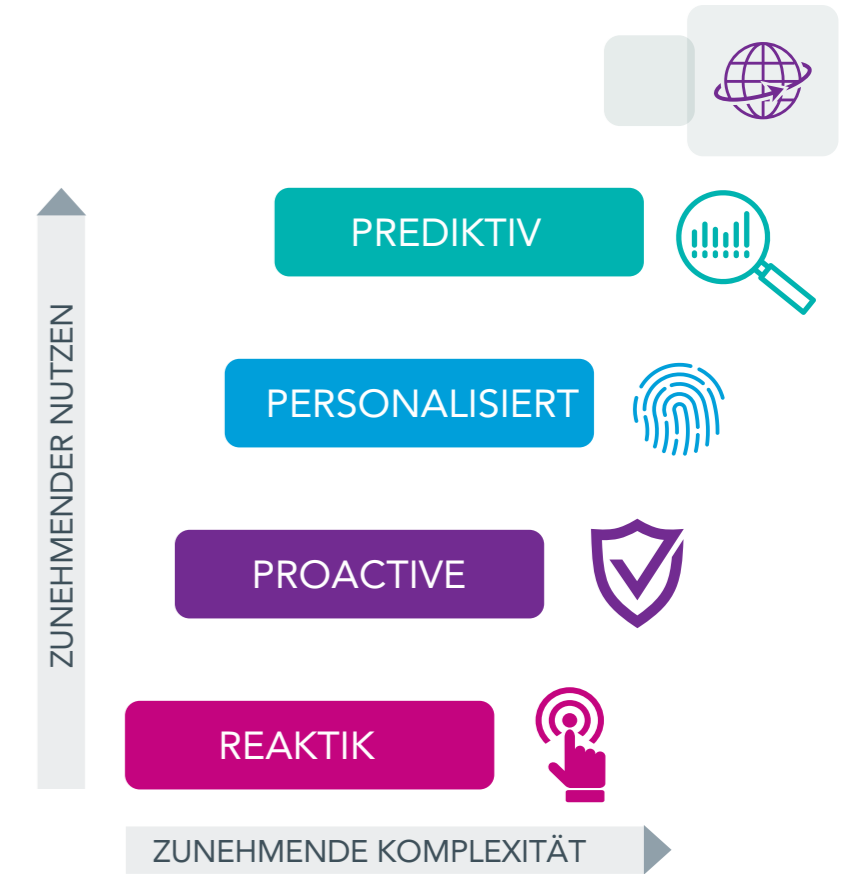 PREDIKTIV
PERSONALISIERT
PROACTIVE
REAKTIK
ZUNEHMENDER NUTZEN
ZUNEHMENDE KOMPLEXITÄT